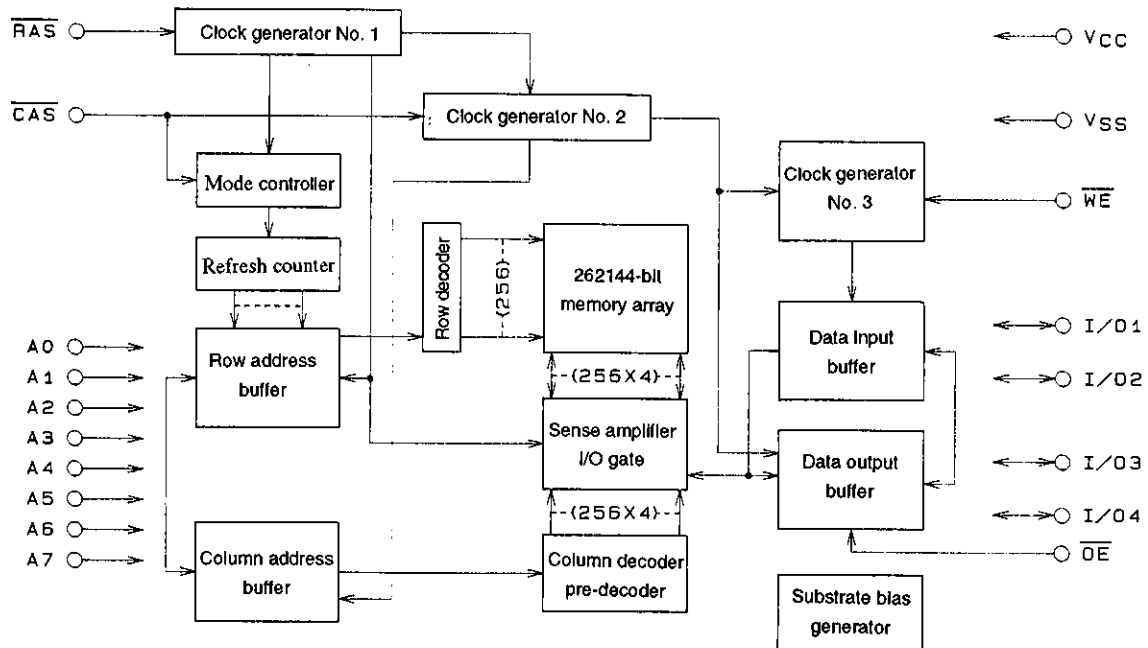 RAS
Clock generator No. 1
VCC
CAS
Clock generator No. 2
VSS
Mode controller
Clock generator
No. 3
WE
Refresh counter
Row decoder
(256)
262144-bit
memory array
A0
A1
A2
A3
A4
A5
A6
A7
Row address
buffer
(256X4)
Data Input
buffer
I/O1
I/O2
Sense amplifier
I/O gate
Data output
buffer
I/O3
I/O4
OE
(256X4)
Column address
buffer
Column decoder
pre-decoder
Substrate bias
generator